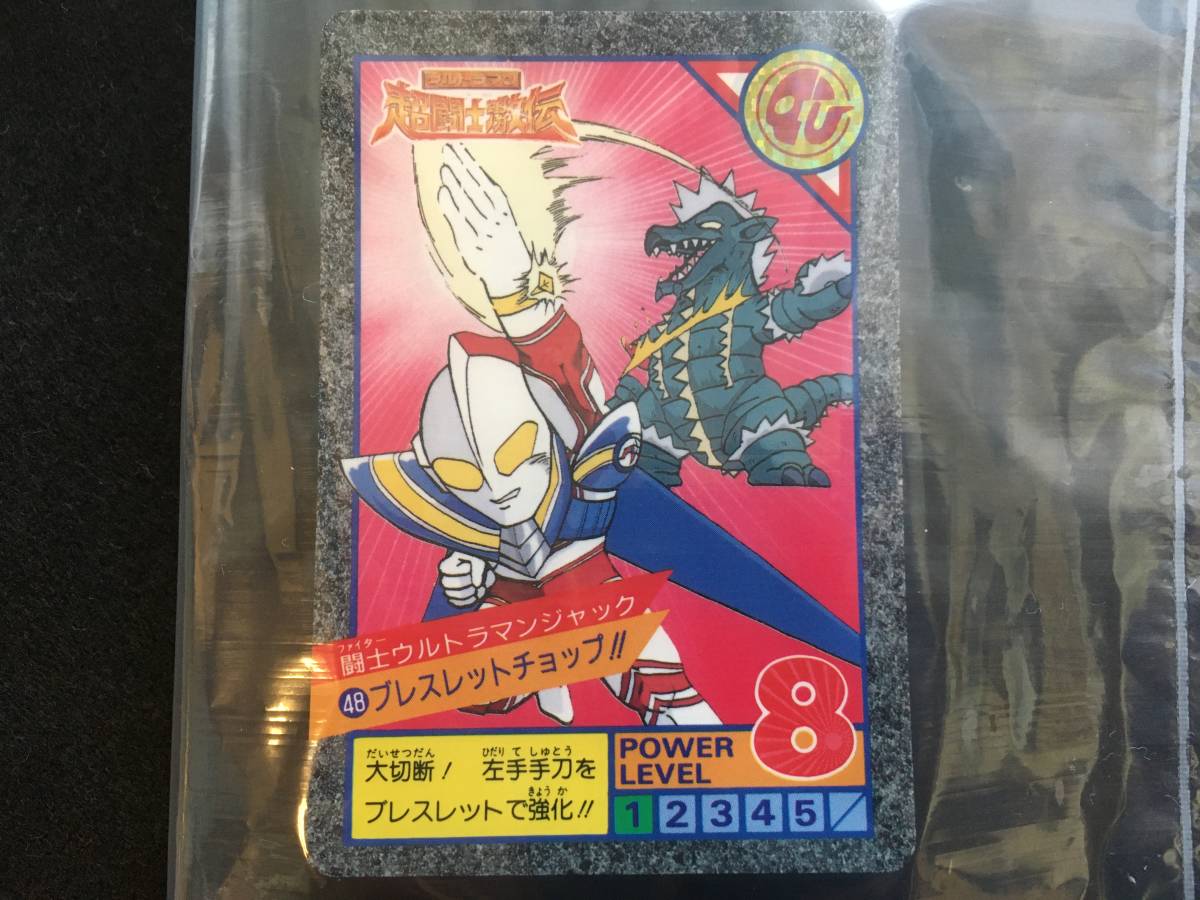 ウルトラマン
超闘士激伝
QU
ファイター
闘士ウルトラマンジャック
48 ブレスレットチョップ!!
だいせつだん ひだりて しゅとう
大切断! 左手手刀を
きょうか
ブレスレットで強化!!
POWER
LEVEL
8
1 2 3 4 5